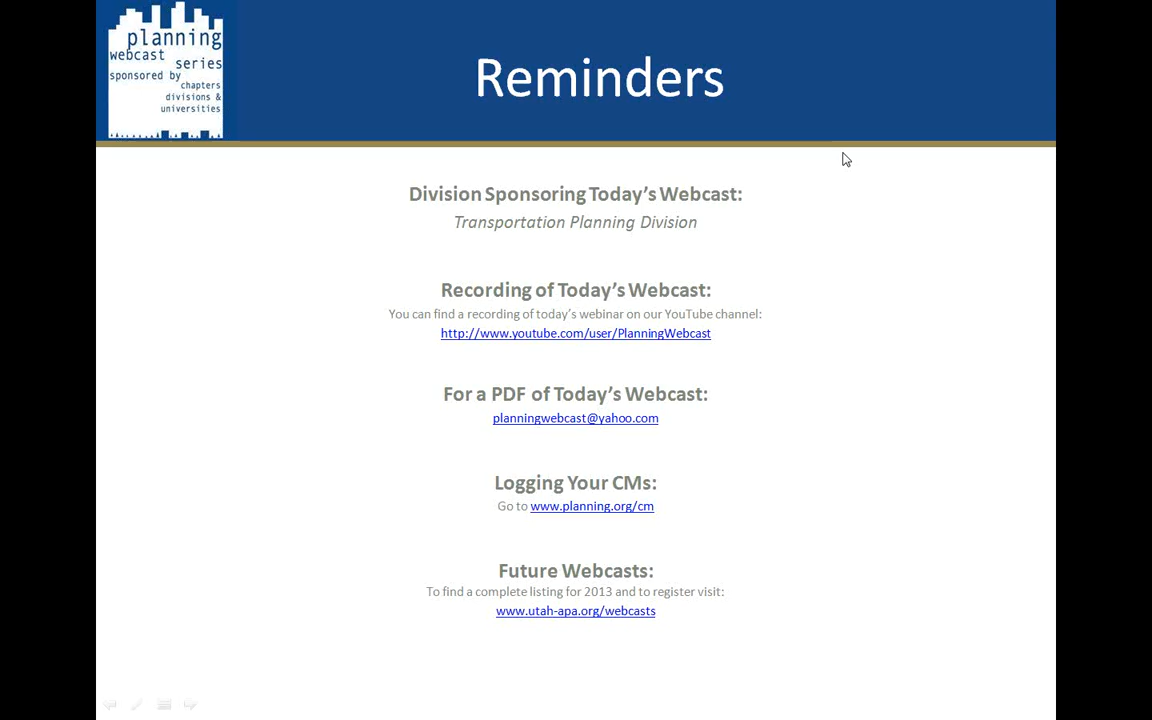 planning
webcast series
sponsored by
chapters
divisions &
universities
Reminders
Division Sponsoring Today's Webcast:
Transportation Planning Division
Recording of Today's Webcast:
You can find a recording of today's webinar on our YouTube channel:
http://www.youtube.com/user/PlanningWebcast
For a PDF of Today's Webcast:
planningwebcast@yahoo.com
Logging Your CMs:
Go to www.planning.org/cm
Future Webcasts:
To find a complete listing for 2013 and to register visit:
www.utah-apa.org/webcasts